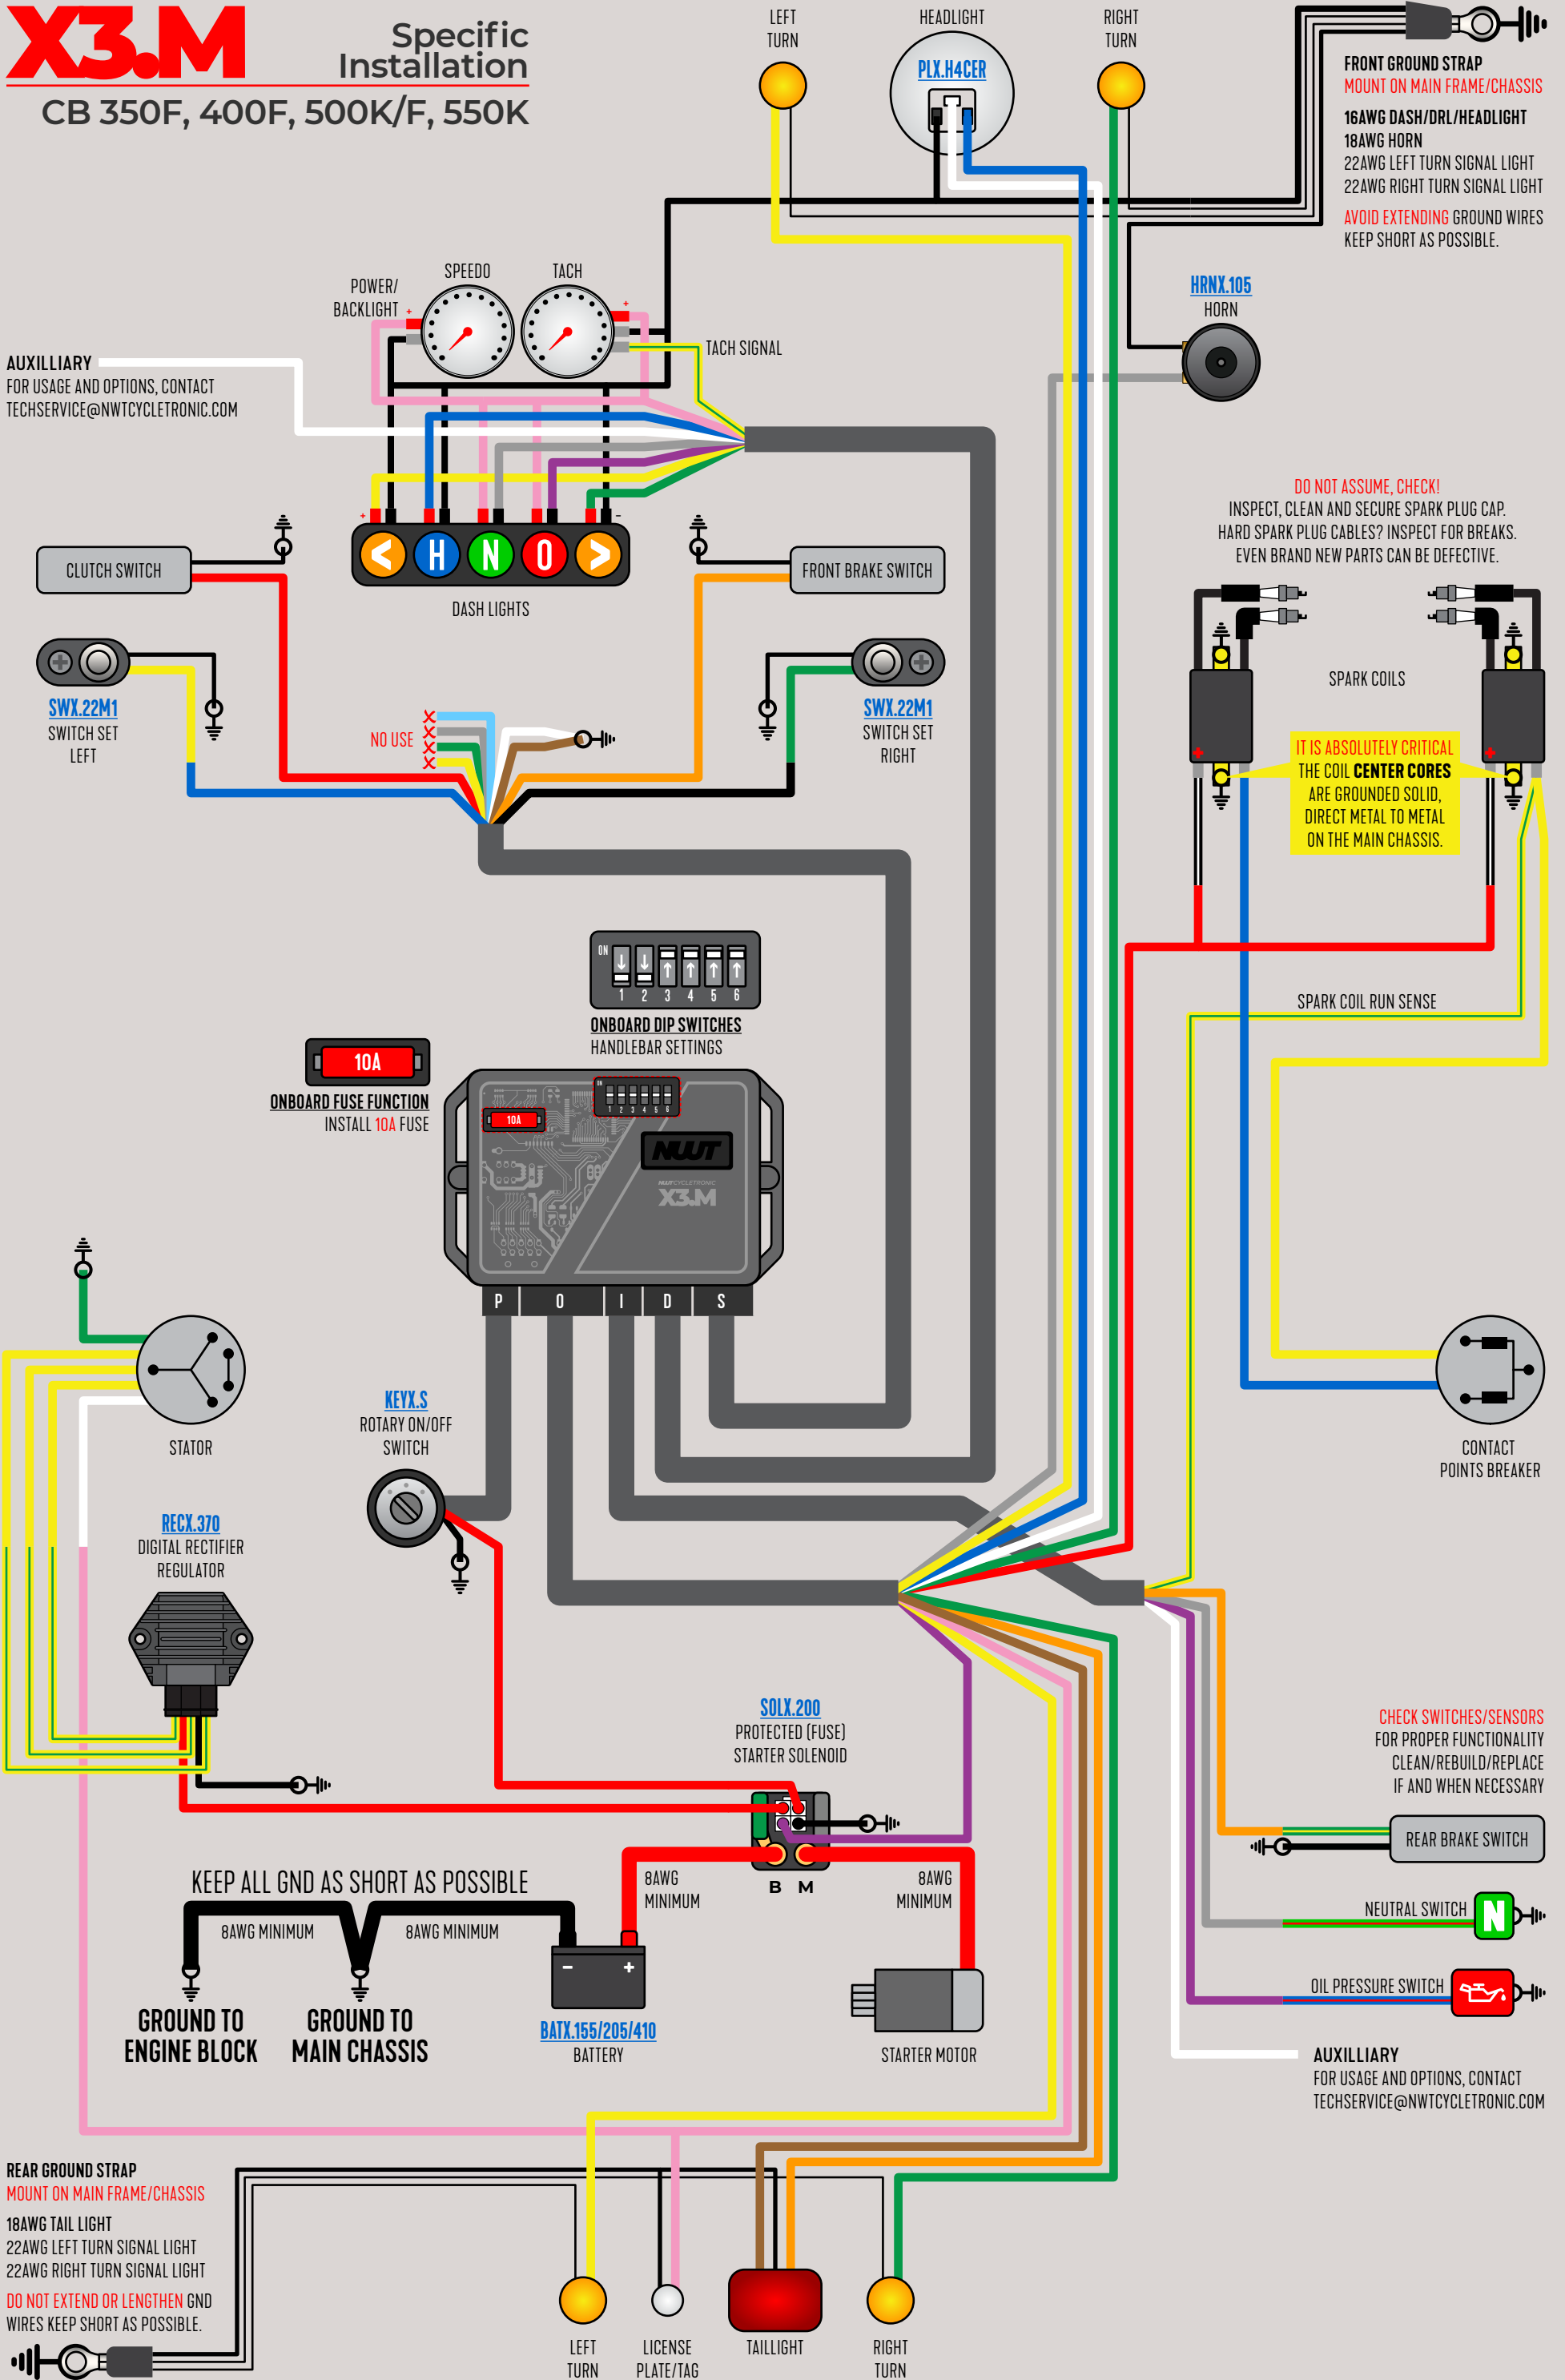 X3.M
Specific
Installation
CB 350F, 400F, 500K/F, 550K
LEFT
TURN
HEADLIGHT
PLX.H4CER
RIGHT
TURN
FRONT GROUND STRAP
MOUNT ON MAIN FRAME/CHASSIS
16AWG DASH/DRL/HEADLIGHT
18AWG HORN
22AWG LEFT TURN SIGNAL LIGHT
22AWG RIGHT TURN SIGNAL LIGHT
AVOID EXTENDING GROUND WIRES
KEEP SHORT AS POSSIBLE.
HRNX.105
HORN
POWER/
BACKLIGHT
SPEEDO
TACH
+
+
TACH SIGNAL
AUXILLIARY
FOR USAGE AND OPTIONS, CONTACT
TECHSERVICE@NWTCYCLETRONIC.COM
+ −
< H N O >
DASH LIGHTS
CLUTCH SWITCH
FRONT BRAKE SWITCH
SWX.22M1
SWITCH SET
LEFT
SWX.22M1
SWITCH SET
RIGHT
NO USE
X
X
X
X
DO NOT ASSUME, CHECK!
INSPECT, CLEAN AND SECURE SPARK PLUG CAP.
HARD SPARK PLUG CABLES? INSPECT FOR BREAKS.
EVEN BRAND NEW PARTS CAN BE DEFECTIVE.
SPARK COILS
+ +
IT IS ABSOLUTELY CRITICAL
THE COIL CENTER CORES
ARE GROUNDED SOLID,
DIRECT METAL TO METAL
ON THE MAIN CHASSIS.
SPARK COIL RUN SENSE
ON
1 2 3 4 5 6
ONBOARD DIP SWITCHES
HANDLEBAR SETTINGS
10A
ONBOARD FUSE FUNCTION
INSTALL 10A FUSE
10A
ON
1 2 3 4 5 6
NWT
NWTCYCLETRONIC
X3.M
P O I D S
STATOR
KEYX.S
ROTARY ON/OFF
SWITCH
CONTACT
POINTS BREAKER
RECX.370
DIGITAL RECTIFIER
REGULATOR
SOLX.200
PROTECTED (FUSE)
STARTER SOLENOID
B M
8AWG
MINIMUM
8AWG
MINIMUM
KEEP ALL GND AS SHORT AS POSSIBLE
8AWG MINIMUM
8AWG MINIMUM
GROUND TO
ENGINE BLOCK
GROUND TO
MAIN CHASSIS
− +
BATX.155/205/410
BATTERY
STARTER MOTOR
CHECK SWITCHES/SENSORS
FOR PROPER FUNCTIONALITY
CLEAN/REBUILD/REPLACE
IF AND WHEN NECESSARY
REAR BRAKE SWITCH
NEUTRAL SWITCH
N
OIL PRESSURE SWITCH
AUXILLIARY
FOR USAGE AND OPTIONS, CONTACT
TECHSERVICE@NWTCYCLETRONIC.COM
REAR GROUND STRAP
MOUNT ON MAIN FRAME/CHASSIS
18AWG TAIL LIGHT
22AWG LEFT TURN SIGNAL LIGHT
22AWG RIGHT TURN SIGNAL LIGHT
DO NOT EXTEND OR LENGTHEN GND
WIRES KEEP SHORT AS POSSIBLE.
LEFT
TURN
LICENSE
PLATE/TAG
TAILLIGHT
RIGHT
TURN